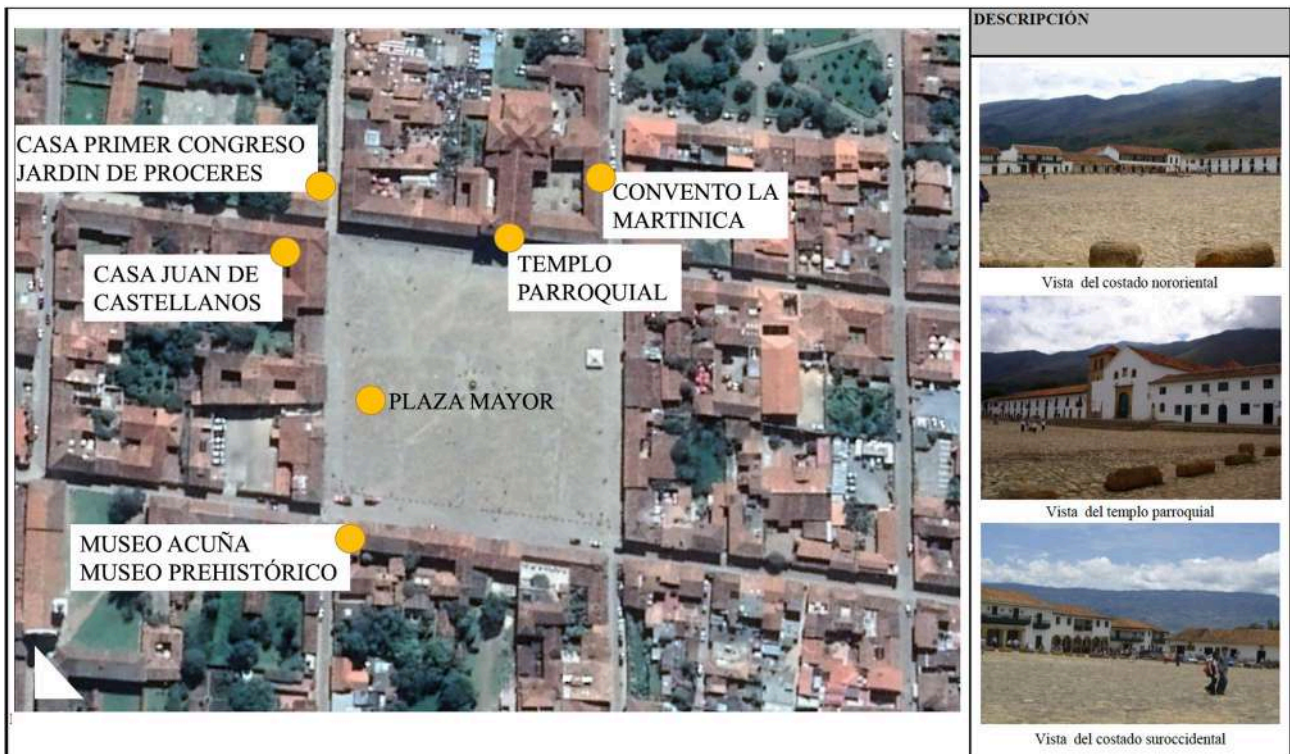 DESCRIPCIÓN
CASA PRIMER CONGRESO
JARDIN DE PROCERES
CONVENTO LA
MARTINICA
CASA JUAN DE
CASTELLANOS
TEMPLO
PARROQUIAL
PLAZA MAYOR
MUSEO ACUÑA
MUSEO PREHISTÓRICO
Vista del costado nororiental
Vista del templo parroquial
Vista del costado suroccidental